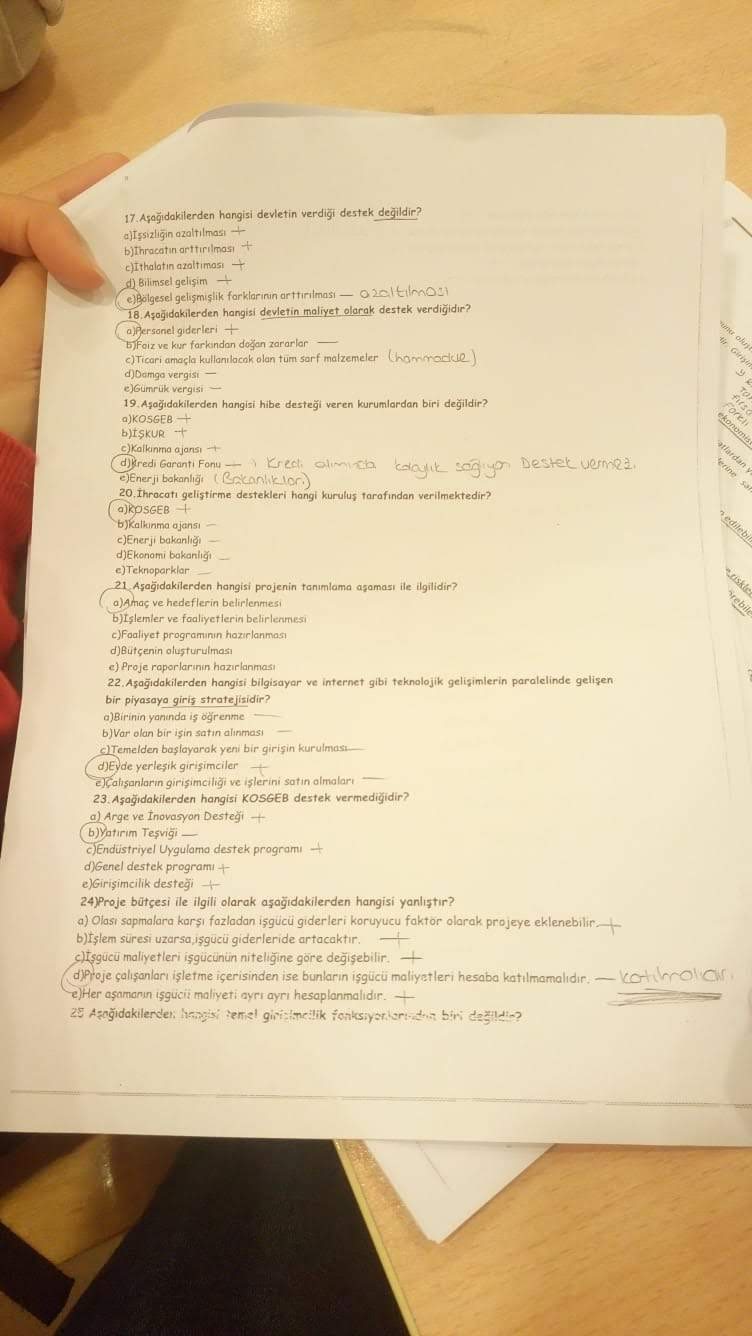 17.Aşağıdakilerden hangisi devletin verdiği destek değildir?
a)İşsizliğin azaltılması +
b)İhracatın arttırılması +
c)İthalatın azaltıması +
d) Bilimsel gelişim +
e)Bölgesel gelişmişlik farklarının arttırılması — azaltılması
18.Aşağıdakilerden hangisi devletin maliyet olarak destek verdiğidır?
a)Personel giderleri +
b)Faiz ve kur farkından doğan zararlar —
c)Ticari amaçla kullanılacak olan tüm sarf malzemeler (hammadde)
d)Damga vergisi —
e)Gümrük vergisi —
19.Aşağıdakilerden hangisi hibe desteği veren kurumlardan biri değildir?
a)KOSGEB +
b)İŞKUR +
c)Kalkınma ajansı +
d)Kredi Garanti Fonu — Kredi alımında kolaylık sağlıyor Destek vermez.
e)Enerji bakanlığı (Bakanlıkları)
20.İhracatı geliştirme destekleri hangi kuruluş tarafından verilmektedir?
a)KOSGEB +
b)Kalkınma ajansı —
c)Enerji bakanlığı —
d)Ekonomi bakanlığı —
e)Teknoparklar —
21.Aşağıdakilerden hangisi projenin tanımlama aşaması ile ilgilidir?
a)Amaç ve hedeflerin belirlenmesi
b)İşlemler ve faaliyetlerin belirlenmesi
c)Faaliyet programının hazırlanması
d)Bütçenin oluşturulması
e) Proje raporlarının hazırlanması
22.Aşağıdakilerden hangisi bilgisayar ve internet gibi teknolojik gelişimlerin paralelinde gelişen
bir piyasaya giriş stratejisidir?
a)Birinin yanında iş öğrenme —
b)Var olan bir işin satın alınması —
c)Temelden başlayarak yeni bir girişin kurulması —
d)Evde yerleşik girişimciler +
e)Çalışanların girişimciliği ve işlerini satın almaları —
23.Aşağıdakilerden hangisi KOSGEB destek vermediğidir?
a) Arge ve İnovasyon Desteği +
b)Yatırım Teşviği —
c)Endüstriyel Uygulama destek programı +
d)Genel destek programı +
e)Girişimcilik desteği +
24)Proje bütçesi ile ilgili olarak aşağıdakilerden hangisi yanlıştır?
a) Olası sapmalara karşı fazladan işgücü giderleri koruyucu faktör olarak projeye eklenebilir. +
b)İşlem süresi uzarsa,işgücü giderleride artacaktır. +
c)İşgücü maliyetleri işgücünün niteliğine göre değişebilir. +
d)Proje çalışanları işletme içerisinden ise bunların işgücü maliyetleri hesaba katılmamalıdır. — katılmalıdır.
e)Her aşamanın işgücü maliyeti ayrı ayrı hesaplanmalıdır. +
25 Aşağıdakilerden hangisi temel girişimcilik fonksiyonlarından biri değildir?